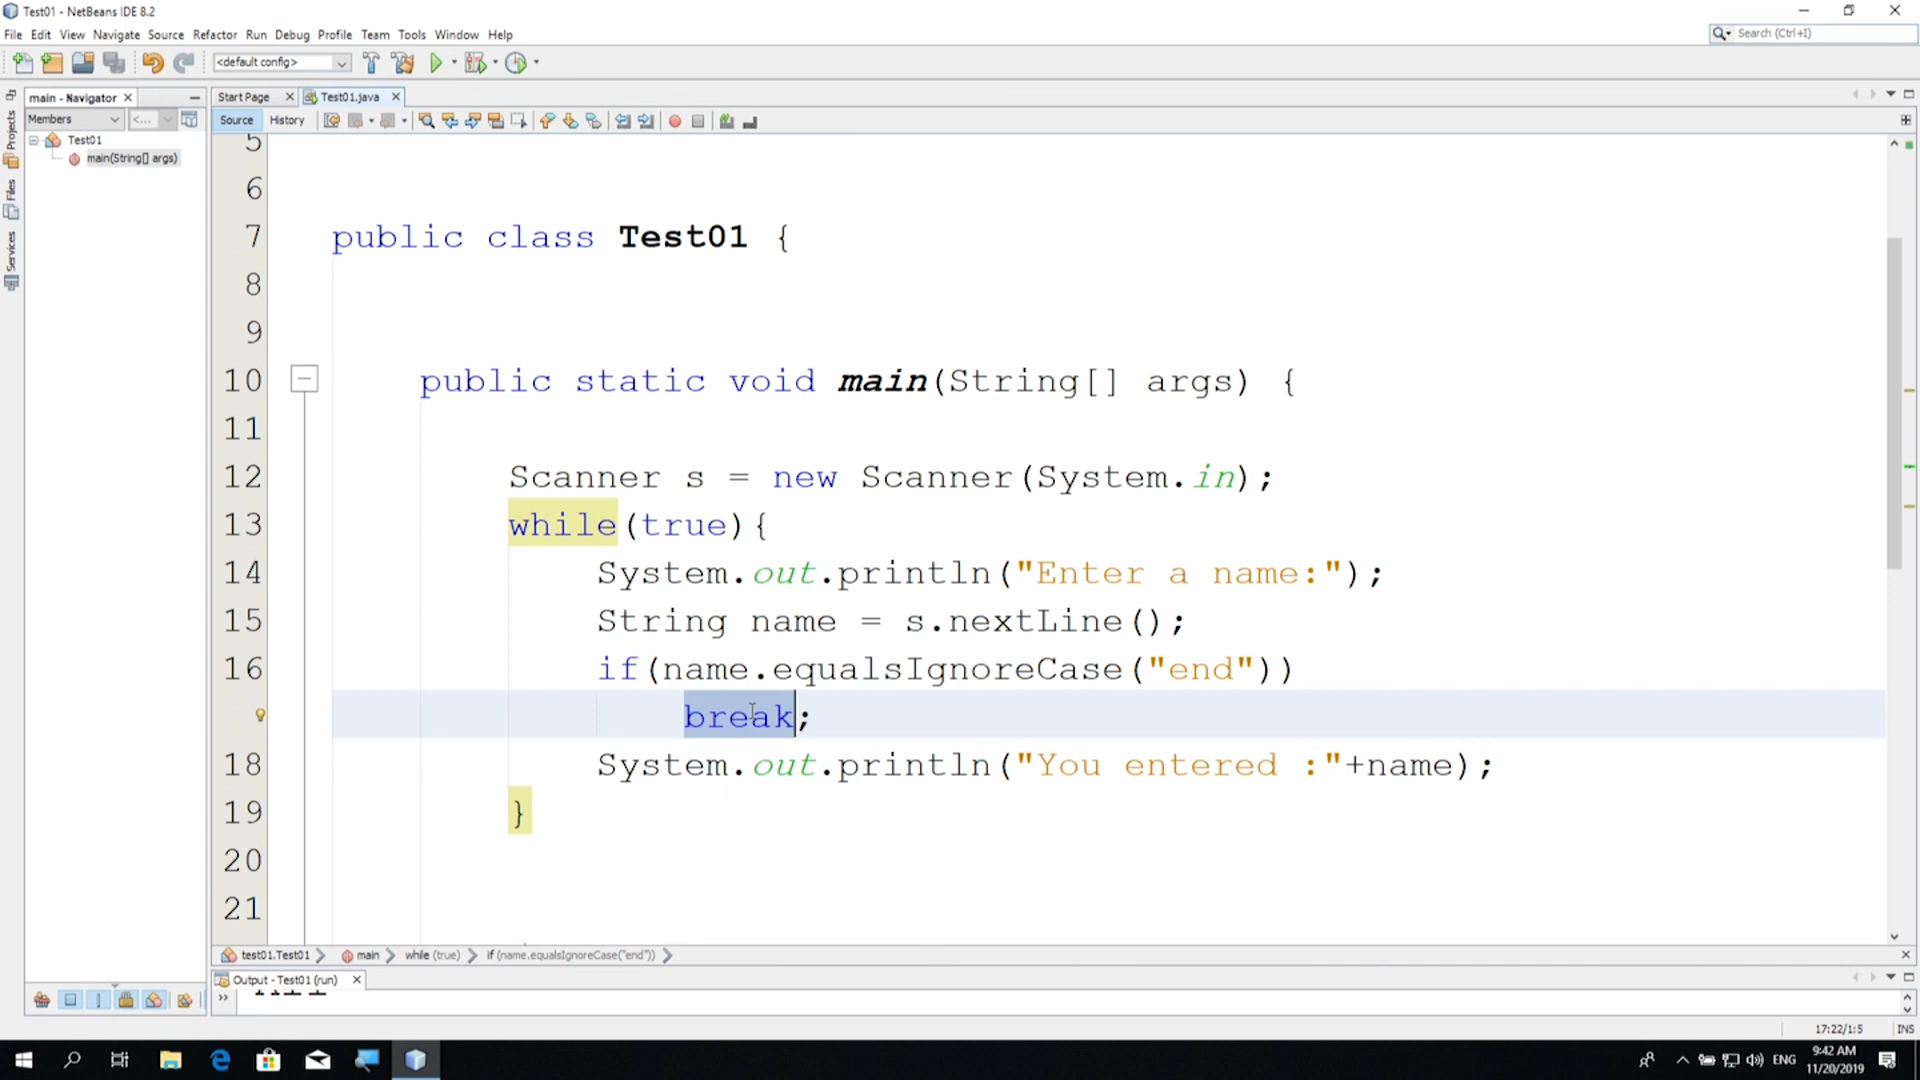 Test01 - NetBeans IDE 8.2
File Edit View Navigate Source Refactor Run Debug Profile Team Tools Window Help
Search (Ctrl+I)
<default config>
main - Navigator
Members
<...
Test01
main(String[] args)
Projects
Files
Services
Start Page
Test01.java
Source History
5
6
7 public class Test01 {
8
9
10 public static void main(String[] args) {
11
12 Scanner s = new Scanner(System.in);
13 while(true){
14 System.out.println("Enter a name:");
15 String name = s.nextLine();
16 if(name.equalsIgnoreCase("end"))
break;
18 System.out.println("You entered :"+name);
19 }
20
21
test01.Test01 main while (true) if (name.equalsIgnoreCase("end"))
Output - Test01 (run)
17:22/1:5 INS
ENG
9:42 AM
11/20/2019